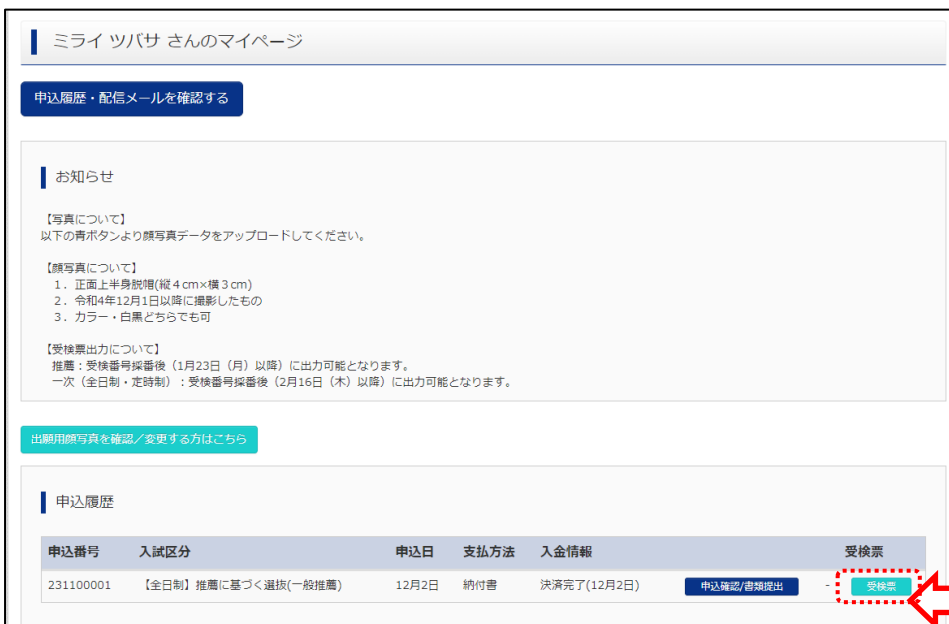 ミライ ツバサ さんのマイページ
申込履歴・配信メールを確認する
お知らせ
【写真について】
以下の青ボタンより顔写真データをアップロードしてください。
【顔写真について】
1．正面上半身脱帽(縦４cm×横３cm)
2．令和4年12月1日以降に撮影したもの
3．カラー・白黒どちらでも可
【受検票出力について】
推薦：受検番号採番後（1月23日（月）以降）に出力可能となります。
一次（全日制・定時制）：受検番号採番後（2月16日（木）以降）に出力可能となります。
出願用顔写真を確認／変更する方はこちら
申込履歴
申込番号 入試区分 申込日 支払方法 入金情報 受検票
231100001 【全日制】推薦に基づく選抜(一般推薦) 12月2日 納付書 決済完了(12月2日) 申込確認/書類提出 - 受検票